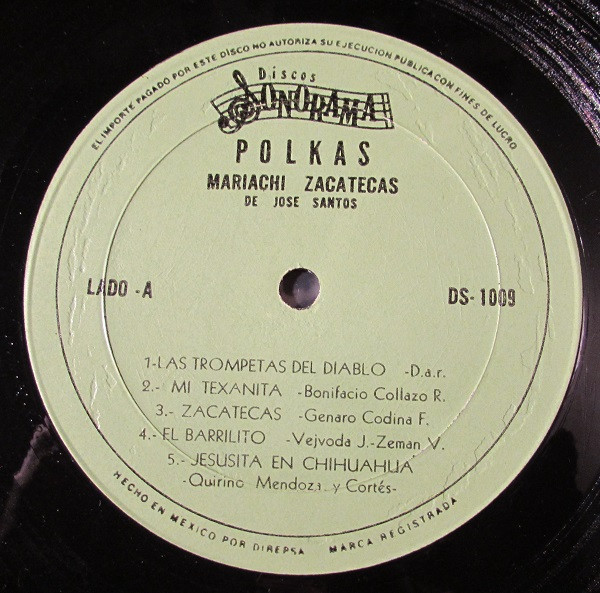 EL IMPORTE PAGADO POR ESTE DISCO NO AUTORIZA SU EJECUCION PUBLICA CON FINES DE LUCRO
Discos
SONORAMA
POLKAS
MARIACHI ZACATECAS
DE JOSE SANTOS
LADO -A
DS-1009
1-LAS TROMPETAS DEL DIABLO -D.a.r.
2.- MI TEXANITA -Bonifacio Collazo R.
3.- ZACATECAS -Genaro Codina F.
4.- EL BARRILITO -Vejvoda J.-Zeman V.
5.- JESUSITA EN CHIHUAHUA
-Quirino Mendoza y Cortés-
HECHO EN MEXICO POR DIREPSA MARCA REGISTRADA